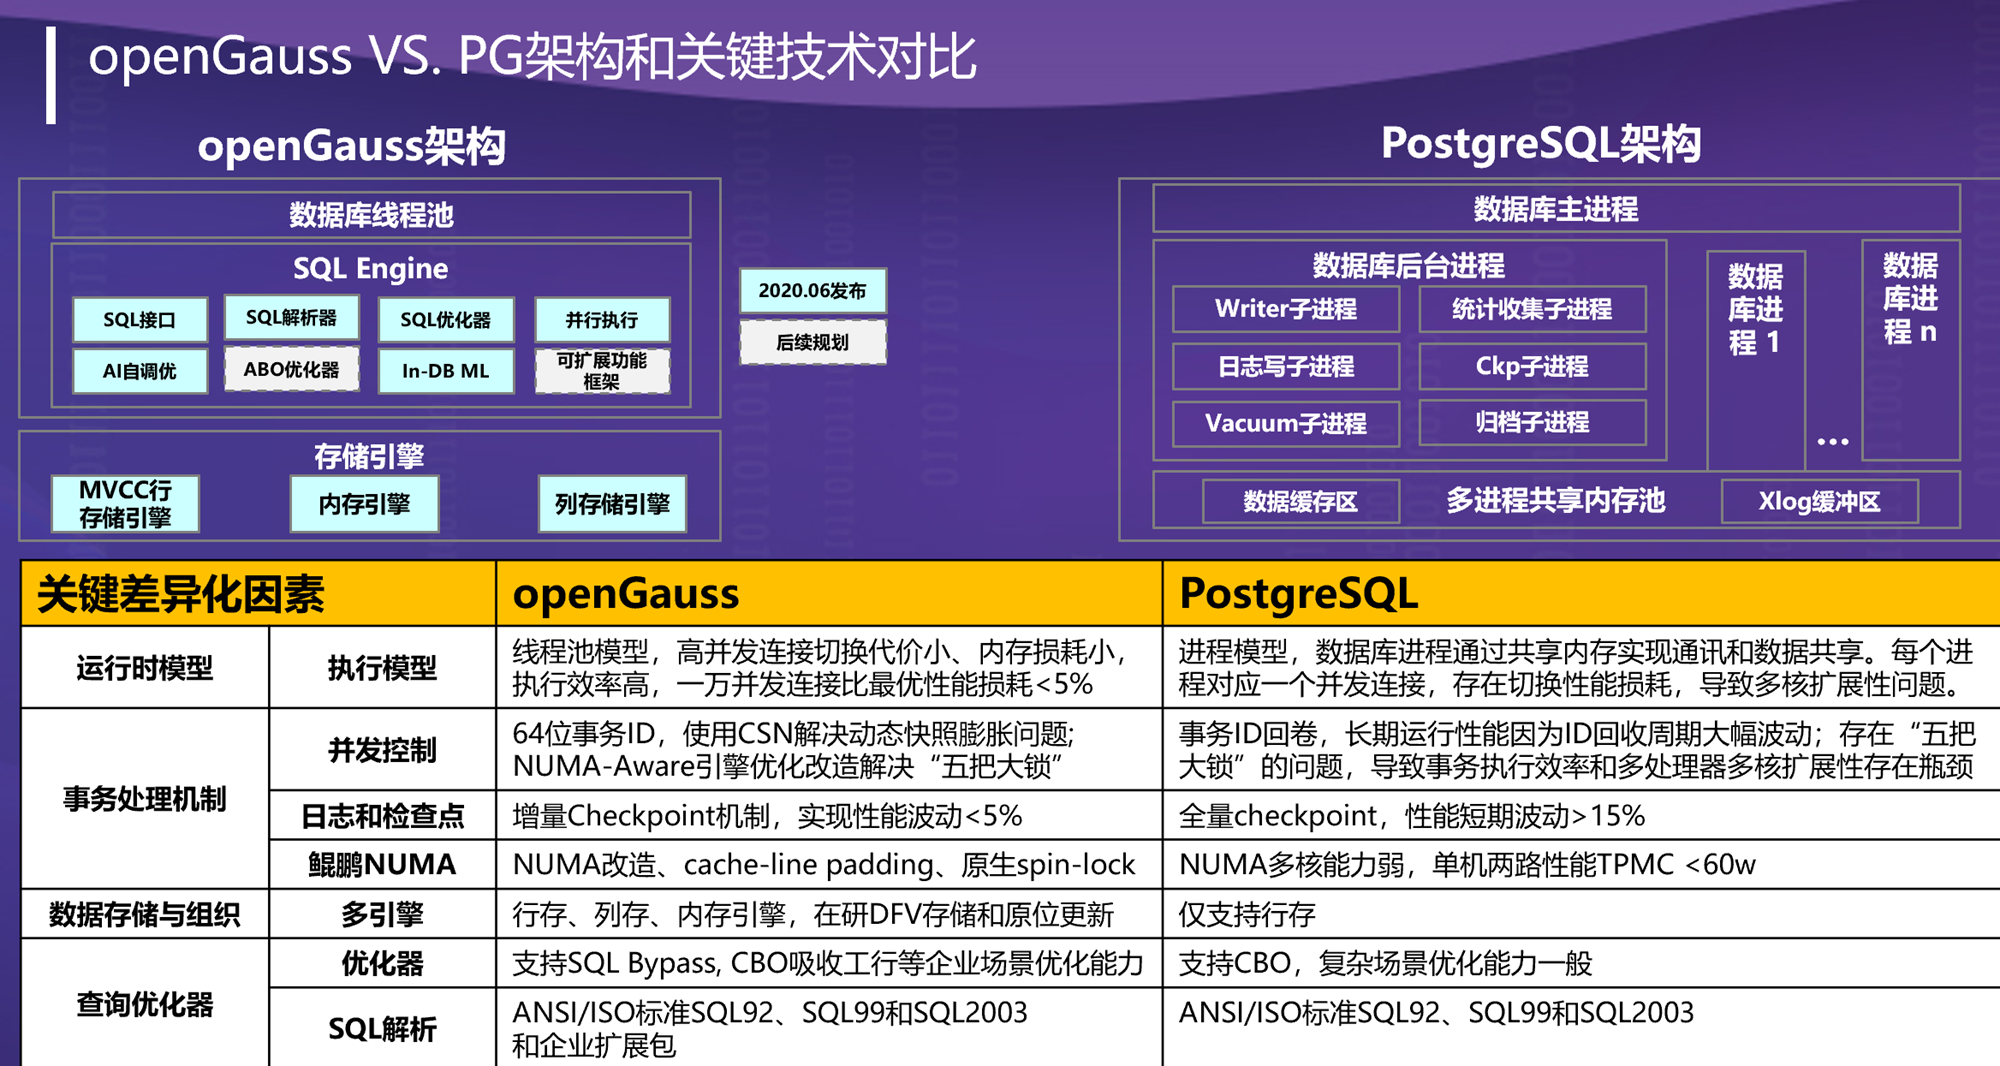 openGauss VS. PG架构和关键技术对比
openGauss架构
数据库线程池
SQL Engine
SQL接口
SQL解析器
SQL优化器
并行执行
AI自调优
ABO优化器
In-DB ML
可扩展功能
框架
存储引擎
MVCC行
存储引擎
内存引擎
列存储引擎
2020.06发布
后续规划
PostgreSQL架构
数据库主进程
数据库后台进程
Writer子进程
统计收集子进程
日志写子进程
Ckp子进程
Vacuum子进程
归档子进程
数据
库进
程 1
...
数据
库进
程 n
数据缓存区
多进程共享内存池
Xlog缓冲区
关键差异化因素
openGauss
PostgreSQL
运行时模型
执行模型
线程池模型，高并发连接切换代价小、内存损耗小，
执行效率高，一万并发连接比最优性能损耗<5%
进程模型，数据库进程通过共享内存实现通讯和数据共享。每个进
程对应一个并发连接，存在切换性能损耗，导致多核扩展性问题。
事务处理机制
并发控制
64位事务ID，使用CSN解决动态快照膨胀问题;
NUMA-Aware引擎优化改造解决“五把大锁”
事务ID回卷，长期运行性能因为ID回收周期大幅波动；存在“五把
大锁”的问题，导致事务执行效率和多处理器多核扩展性存在瓶颈
日志和检查点
增量Checkpoint机制，实现性能波动<5%
全量checkpoint，性能短期波动>15%
鲲鹏NUMA
NUMA改造、cache-line padding、原生spin-lock
NUMA多核能力弱，单机两路性能TPMC <60w
数据存储与组织
多引擎
行存、列存、内存引擎，在研DFV存储和原位更新
仅支持行存
查询优化器
优化器
支持SQL Bypass, CBO吸收工行等企业场景优化能力
支持CBO，复杂场景优化能力一般
SQL解析
ANSI/ISO标准SQL92、SQL99和SQL2003
和企业扩展包
ANSI/ISO标准SQL92、SQL99和SQL2003